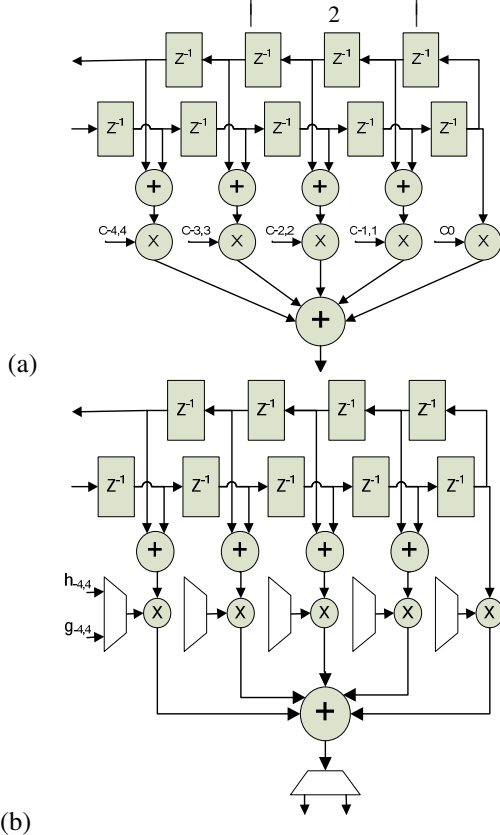 2
Z-1 Z-1 Z-1 Z-1
Z-1 Z-1 Z-1 Z-1 Z-1
+ + + +
C-4,4 X C-3,3 X C-2,2 X C-1,1 X C0 X
+
(a)
Z-1 Z-1 Z-1 Z-1
Z-1 Z-1 Z-1 Z-1 Z-1
+ + + +
h-4,4
X X X X X
g-4,4
+
(b)